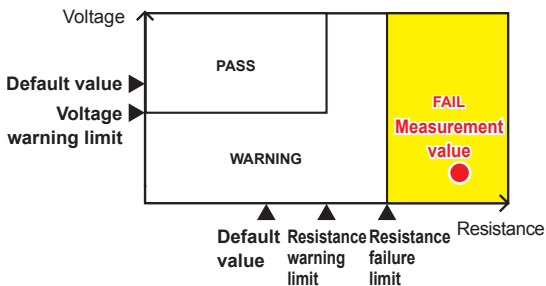 Voltage
PASS
Default value
Voltage
warning limit
FAIL
Measurement
value
WARNING
Resistance
Default
value
Resistance
warning
limit
Resistance
failure
limit